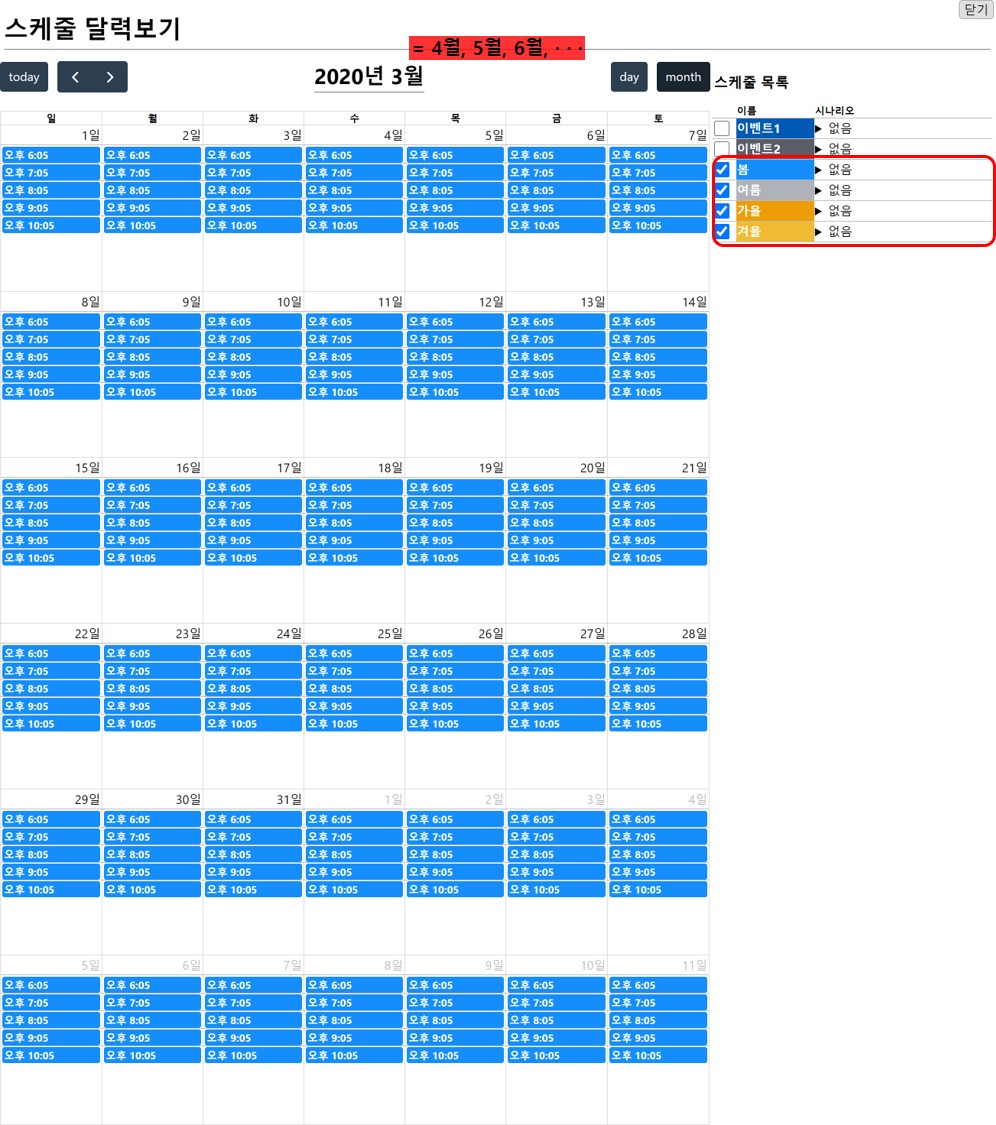 닫기
스케줄 달력보기
= 4월, 5월, 6월, · · ·
today 2020년 3월 day month
스케줄 목록
이름 시나리오
이벤트1 ▶ 없음
이벤트2 ▶ 없음
봄 ▶ 없음
여름 ▶ 없음
가을 ▶ 없음
겨울 ▶ 없음
일 월 화 수 목 금 토
1일 2일 3일 4일 5일 6일 7일
오후 6:05 오후 6:05 오후 6:05 오후 6:05 오후 6:05 오후 6:05 오후 6:05
오후 7:05 오후 7:05 오후 7:05 오후 7:05 오후 7:05 오후 7:05 오후 7:05
오후 8:05 오후 8:05 오후 8:05 오후 8:05 오후 8:05 오후 8:05 오후 8:05
오후 9:05 오후 9:05 오후 9:05 오후 9:05 오후 9:05 오후 9:05 오후 9:05
오후 10:05 오후 10:05 오후 10:05 오후 10:05 오후 10:05 오후 10:05 오후 10:05
8일 9일 10일 11일 12일 13일 14일
오후 6:05 오후 6:05 오후 6:05 오후 6:05 오후 6:05 오후 6:05 오후 6:05
오후 7:05 오후 7:05 오후 7:05 오후 7:05 오후 7:05 오후 7:05 오후 7:05
오후 8:05 오후 8:05 오후 8:05 오후 8:05 오후 8:05 오후 8:05 오후 8:05
오후 9:05 오후 9:05 오후 9:05 오후 9:05 오후 9:05 오후 9:05 오후 9:05
오후 10:05 오후 10:05 오후 10:05 오후 10:05 오후 10:05 오후 10:05 오후 10:05
15일 16일 17일 18일 19일 20일 21일
오후 6:05 오후 6:05 오후 6:05 오후 6:05 오후 6:05 오후 6:05 오후 6:05
오후 7:05 오후 7:05 오후 7:05 오후 7:05 오후 7:05 오후 7:05 오후 7:05
오후 8:05 오후 8:05 오후 8:05 오후 8:05 오후 8:05 오후 8:05 오후 8:05
오후 9:05 오후 9:05 오후 9:05 오후 9:05 오후 9:05 오후 9:05 오후 9:05
오후 10:05 오후 10:05 오후 10:05 오후 10:05 오후 10:05 오후 10:05 오후 10:05
22일 23일 24일 25일 26일 27일 28일
오후 6:05 오후 6:05 오후 6:05 오후 6:05 오후 6:05 오후 6:05 오후 6:05
오후 7:05 오후 7:05 오후 7:05 오후 7:05 오후 7:05 오후 7:05 오후 7:05
오후 8:05 오후 8:05 오후 8:05 오후 8:05 오후 8:05 오후 8:05 오후 8:05
오후 9:05 오후 9:05 오후 9:05 오후 9:05 오후 9:05 오후 9:05 오후 9:05
오후 10:05 오후 10:05 오후 10:05 오후 10:05 오후 10:05 오후 10:05 오후 10:05
29일 30일 31일 1일 2일 3일 4일
오후 6:05 오후 6:05 오후 6:05 오후 6:05 오후 6:05 오후 6:05 오후 6:05
오후 7:05 오후 7:05 오후 7:05 오후 7:05 오후 7:05 오후 7:05 오후 7:05
오후 8:05 오후 8:05 오후 8:05 오후 8:05 오후 8:05 오후 8:05 오후 8:05
오후 9:05 오후 9:05 오후 9:05 오후 9:05 오후 9:05 오후 9:05 오후 9:05
오후 10:05 오후 10:05 오후 10:05 오후 10:05 오후 10:05 오후 10:05 오후 10:05
5일 6일 7일 8일 9일 10일 11일
오후 6:05 오후 6:05 오후 6:05 오후 6:05 오후 6:05 오후 6:05 오후 6:05
오후 7:05 오후 7:05 오후 7:05 오후 7:05 오후 7:05 오후 7:05 오후 7:05
오후 8:05 오후 8:05 오후 8:05 오후 8:05 오후 8:05 오후 8:05 오후 8:05
오후 9:05 오후 9:05 오후 9:05 오후 9:05 오후 9:05 오후 9:05 오후 9:05
오후 10:05 오후 10:05 오후 10:05 오후 10:05 오후 10:05 오후 10:05 오후 10:05